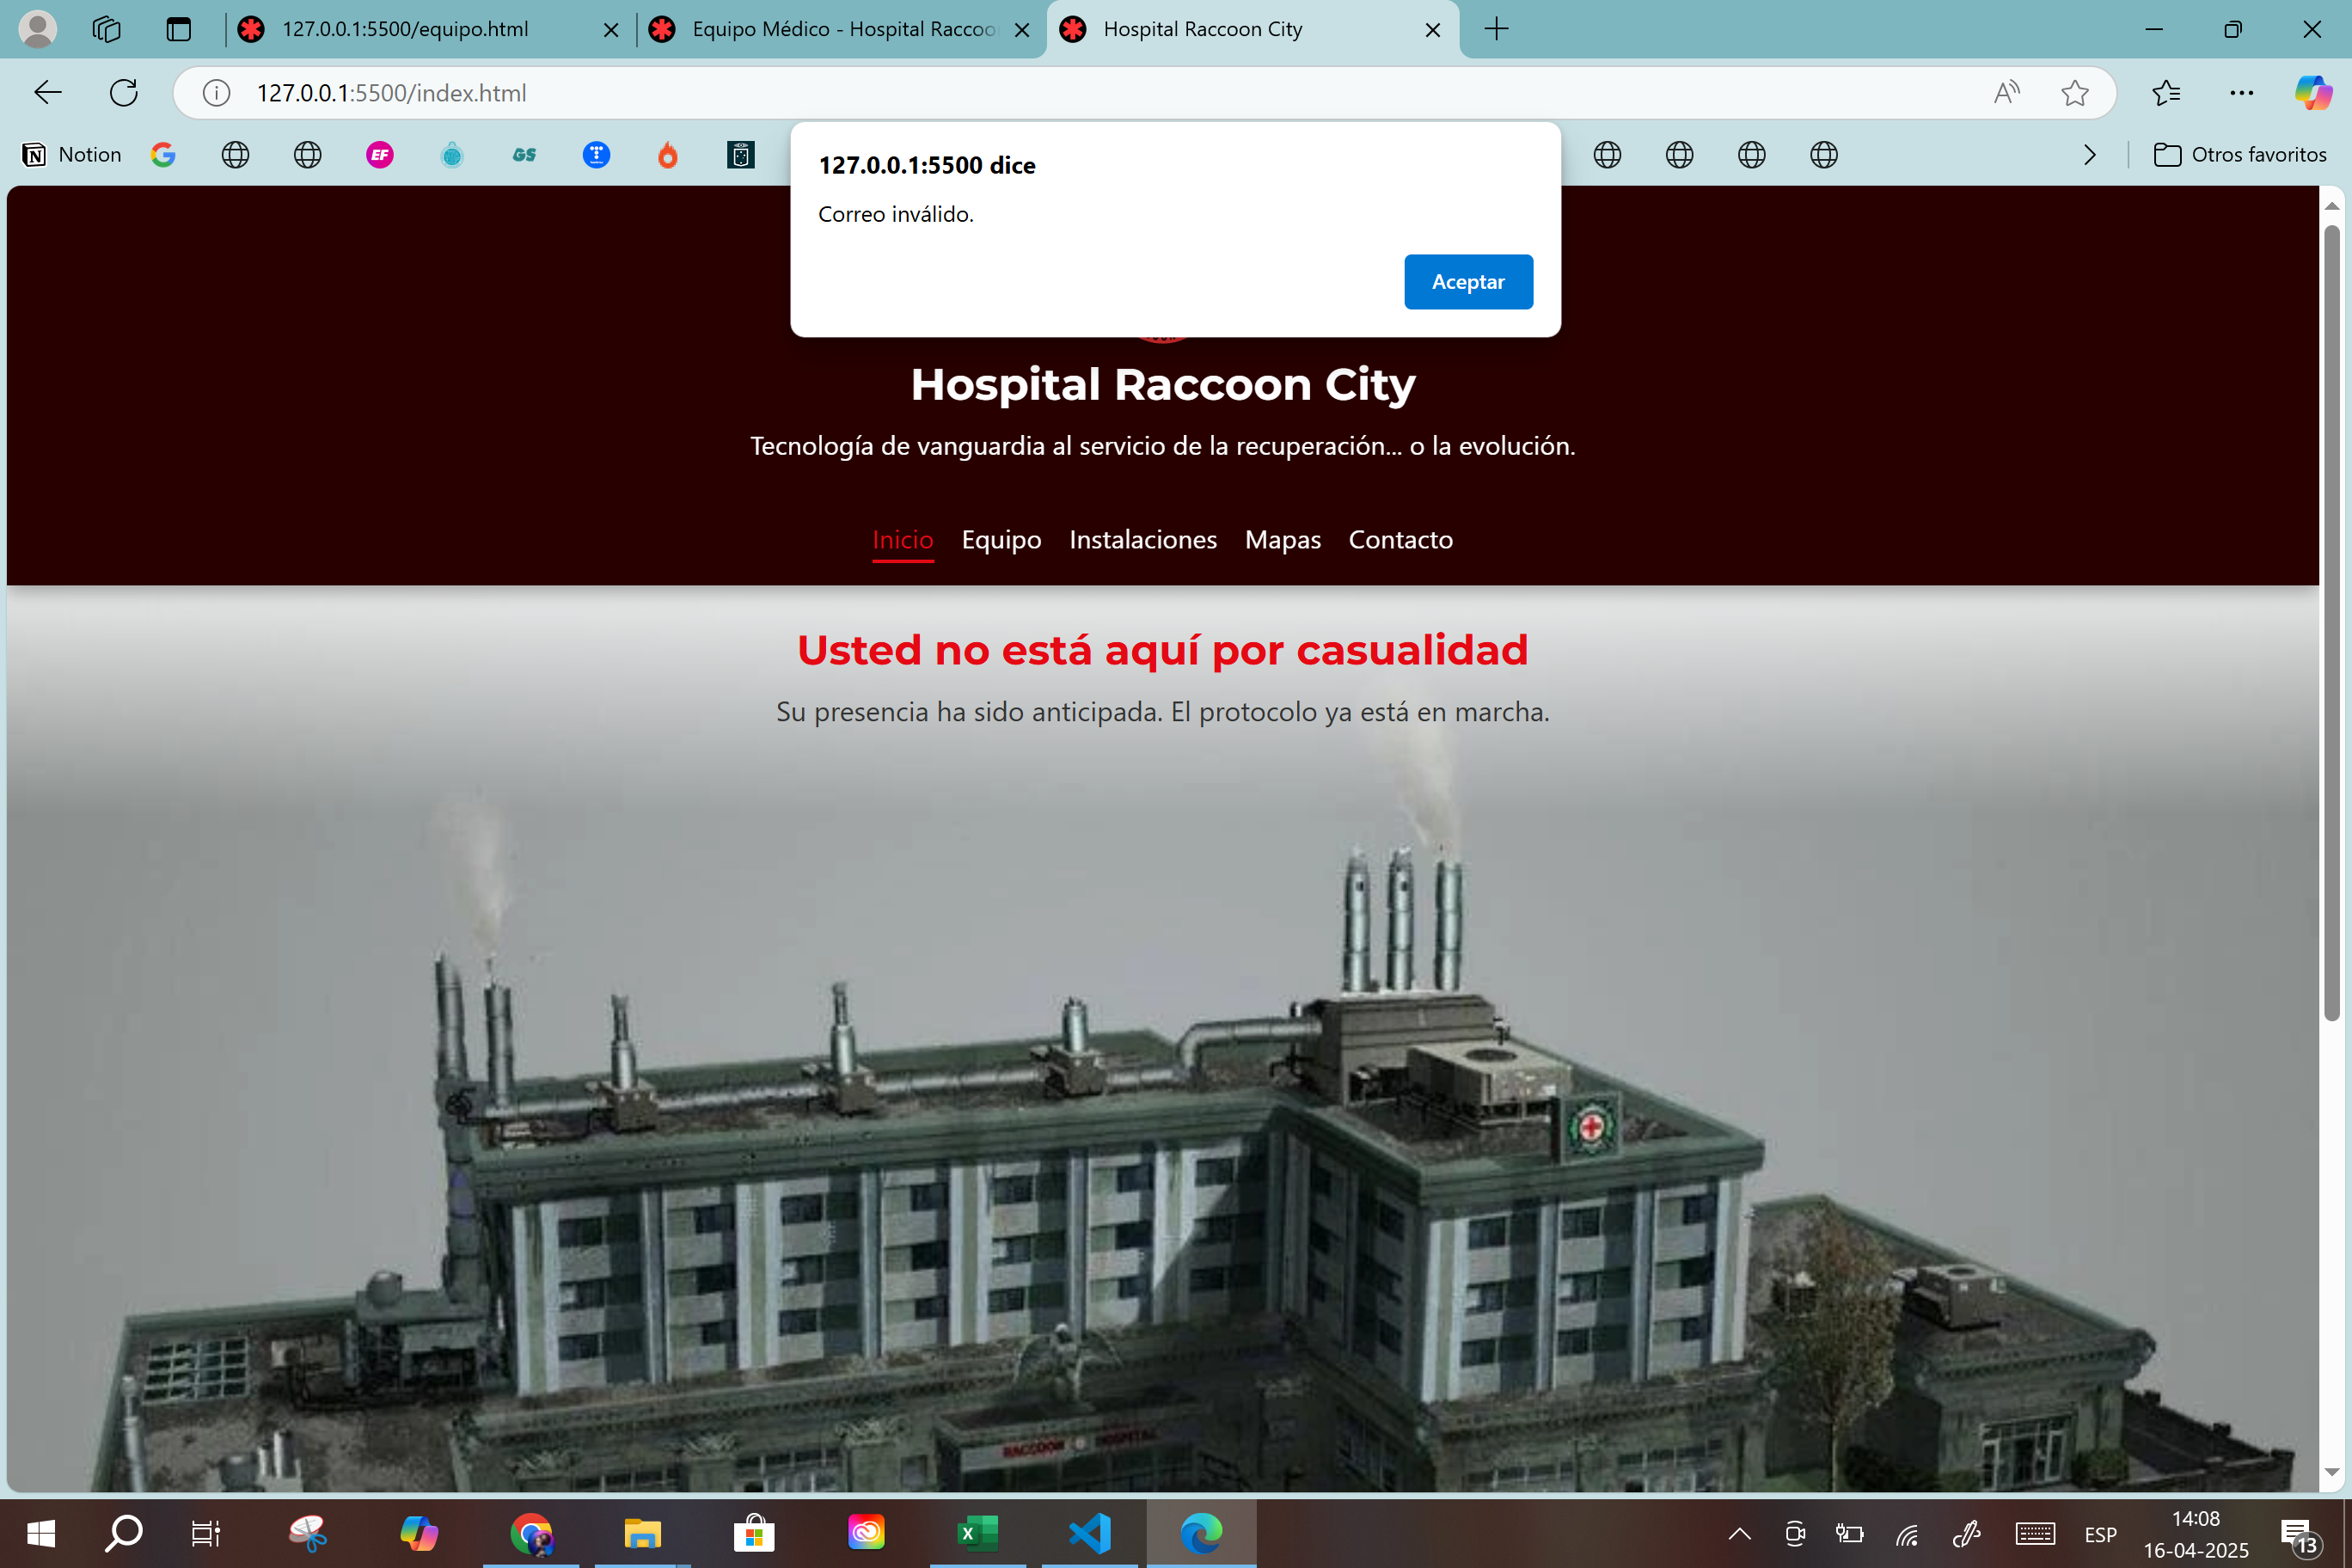 127.0.0.1:5500/equipo.html
Equipo Médico - Hospital Raccoo
Hospital Raccoon City
127.0.0.1:5500/index.html
Notion
EF
GS
Otros favoritos
127.0.0.1:5500 dice
Correo inválido.
Aceptar
Hospital Raccoon City
Tecnología de vanguardia al servicio de la recuperación... o la evolución.
Inicio Equipo Instalaciones Mapas Contacto
Usted no está aquí por casualidad
Su presencia ha sido anticipada. El protocolo ya está en marcha.
RACCOON HOSPITAL
ESP
14:08
16-04-2025
13